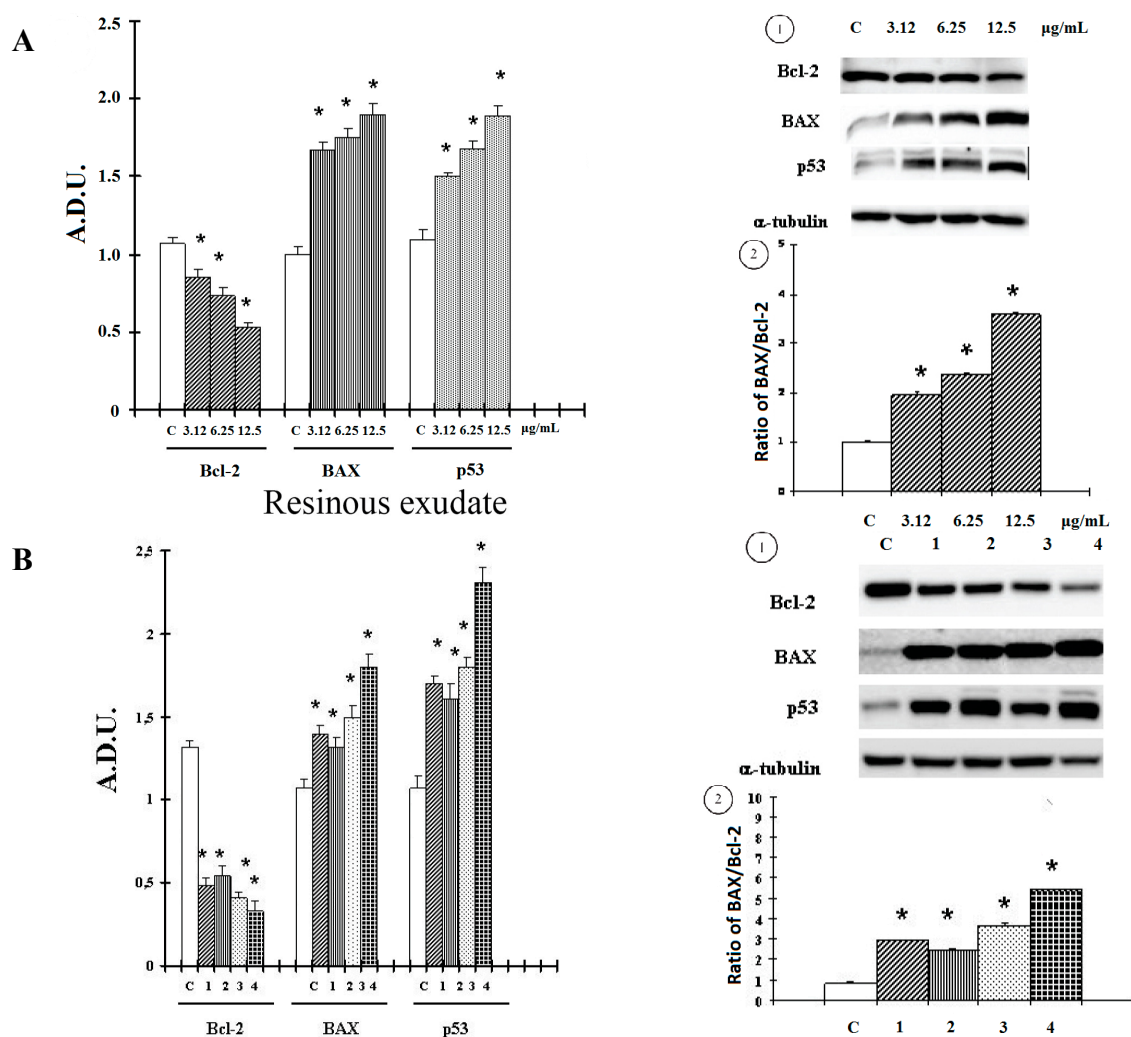 A
A.D.U.
2.5
2.0
1.5
1.0
0.5
0
C 3.12 6.25 12.5 C 3.12 6.25 12.5 C 3.12 6.25 12.5 µg/mL
Bcl-2 BAX p53
Resinous exudate
* * * * * * * * *
1 C 3.12 6.25 12.5 µg/mL
Bcl-2
BAX
p53
α-tubulin
2
Ratio of BAX/Bcl-2
5
4
3
2
1
0
* * *
C 3.12 6.25 12.5 µg/mL
B
A.D.U.
2,5
2
1,5
1
0,5
0
* * * * * * * * * * * *
C 1 2 3 4 C 1 2 3 4 C 1 2 3 4
Bcl-2 BAX p53
1 C 1 2 3 4
Bcl-2
BAX
p53
α-tubulin
2
Ratio of BAX/Bcl-2
10
9
8
7
6
5
4
3
2
1
0
* * * *
C 1 2 3 4